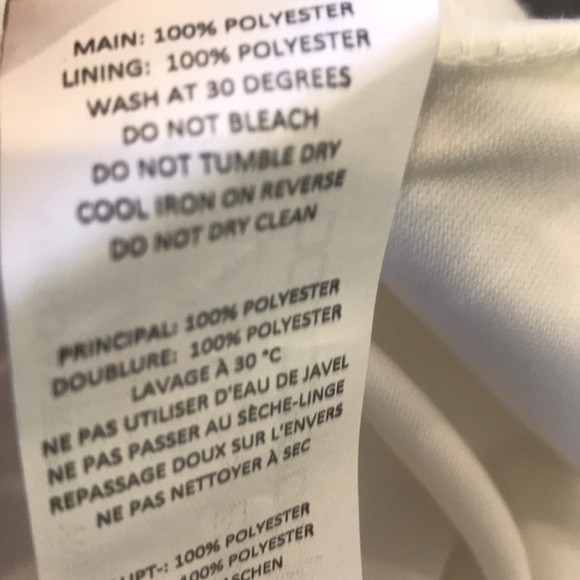 MAIN: 100% POLYESTER
LINING: 100% POLYESTER
WASH AT 30 DEGREES
DO NOT BLEACH
DO NOT TUMBLE DRY
COOL IRON ON REVERSE
DO NOT DRY CLEAN
PRINCIPAL: 100% POLYESTER
DOUBLURE: 100% POLYESTER
LAVAGE À 30 °C
NE PAS UTILISER D'EAU DE JAVEL
NE PAS PASSER AU SÈCHE-LINGE
REPASSAGE DOUX SUR L'ENVERS
NE PAS NETTOYER À SEC
100% POLYESTER
100% POLYESTER